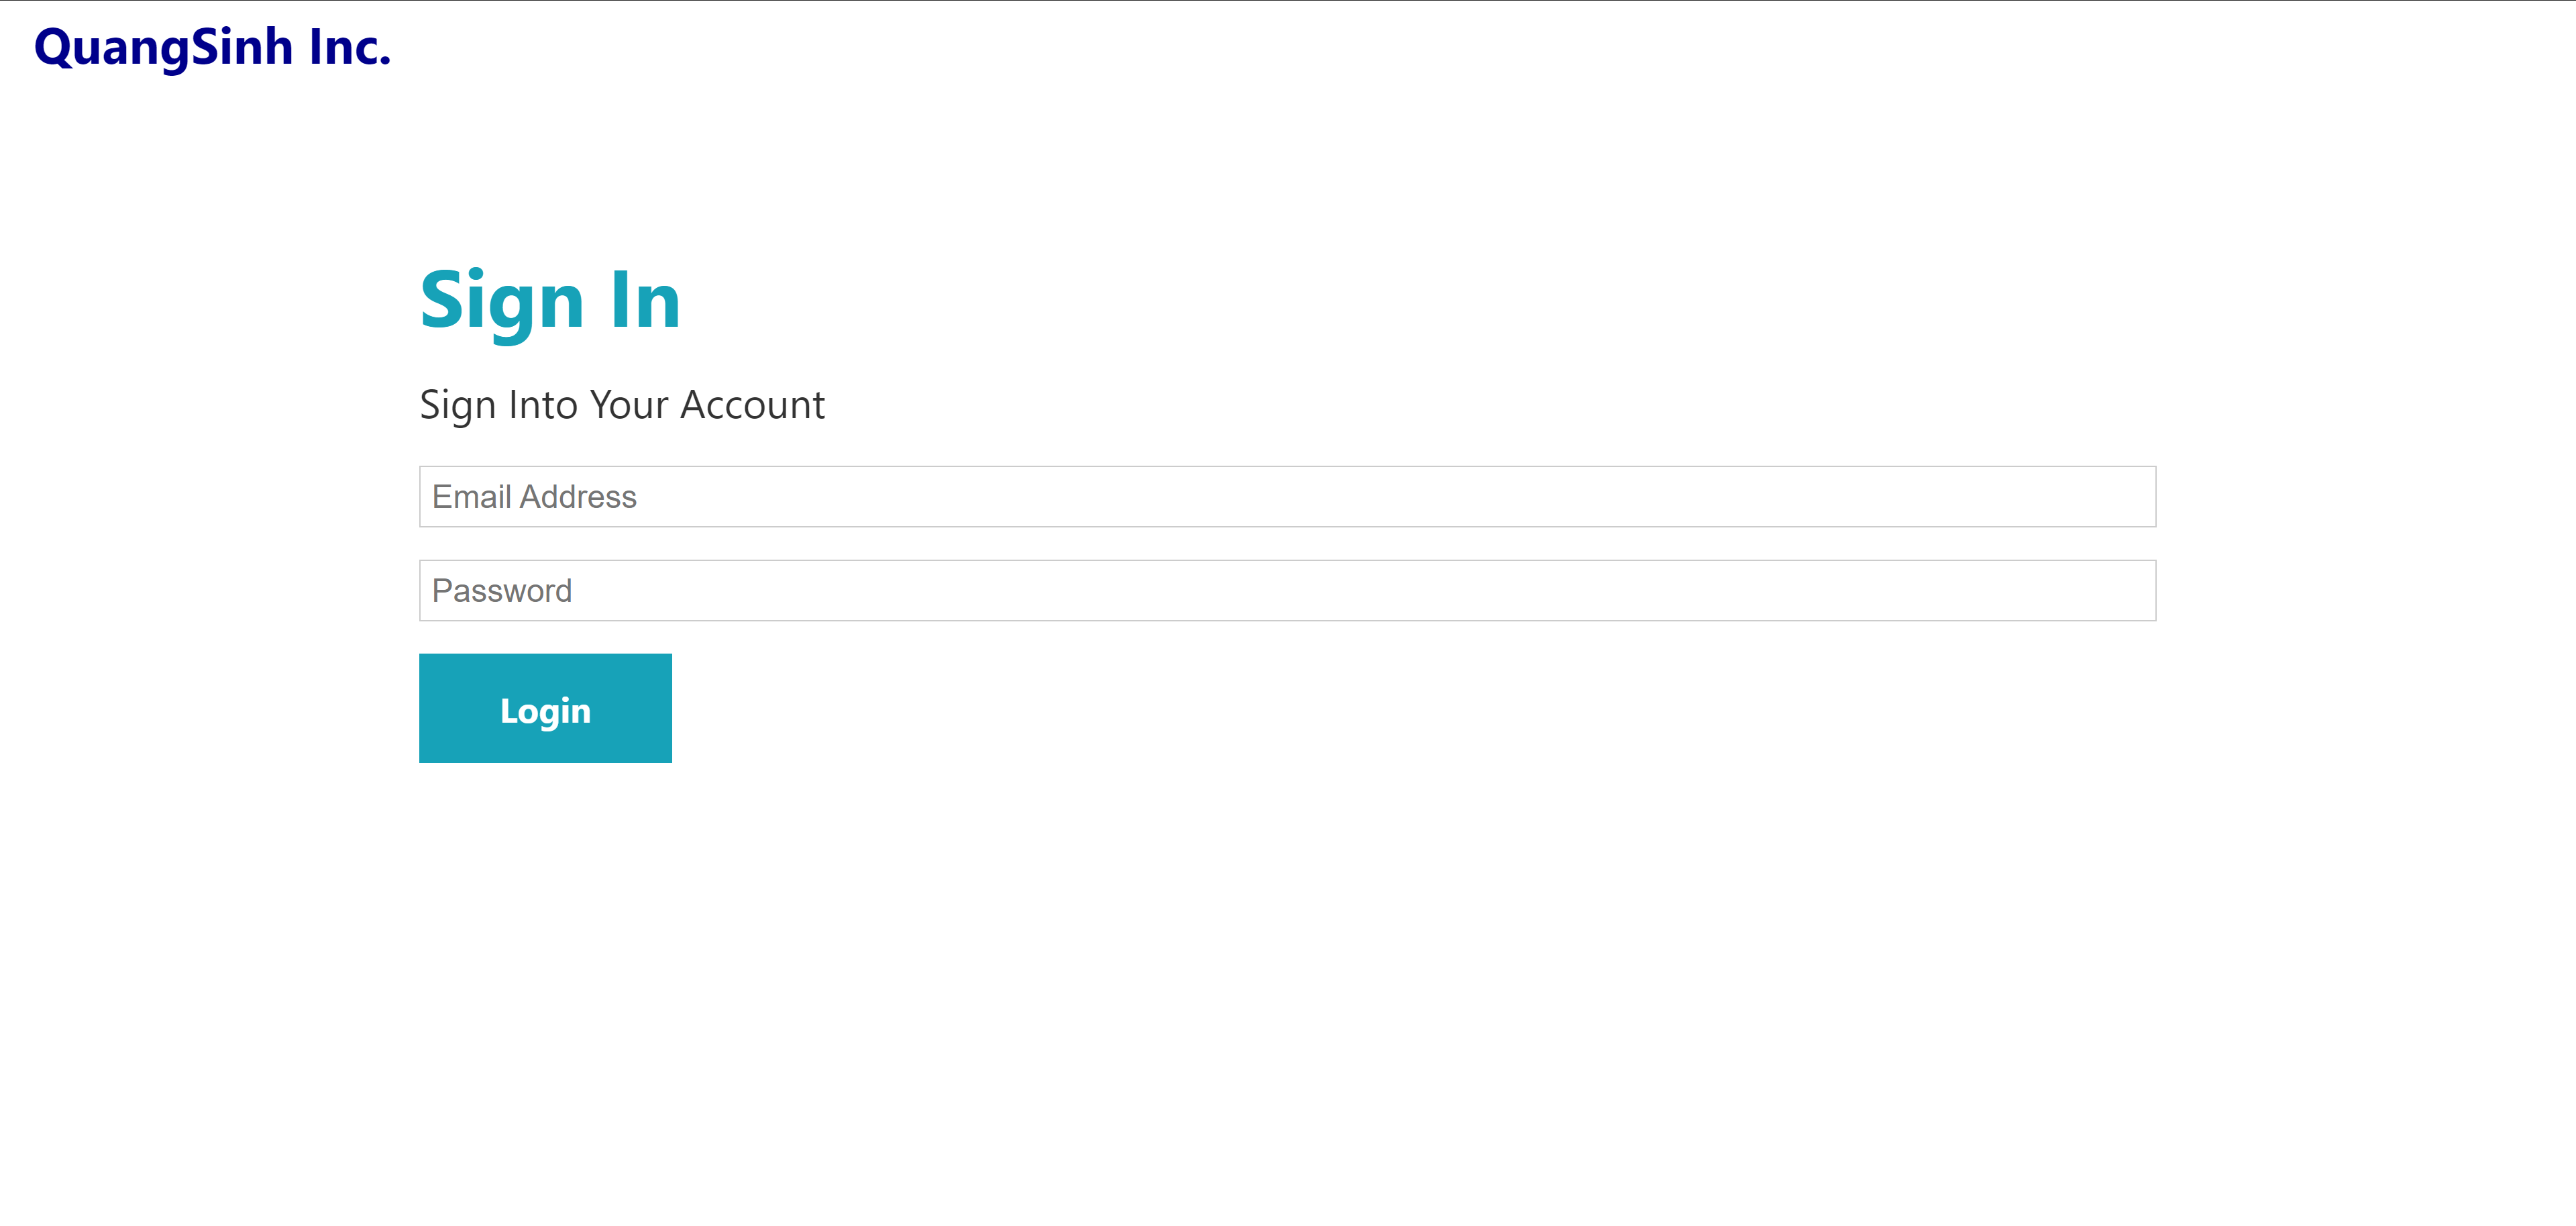 QuangSinh Inc.
Sign In
Sign Into Your Account
Email Address
Password
Login